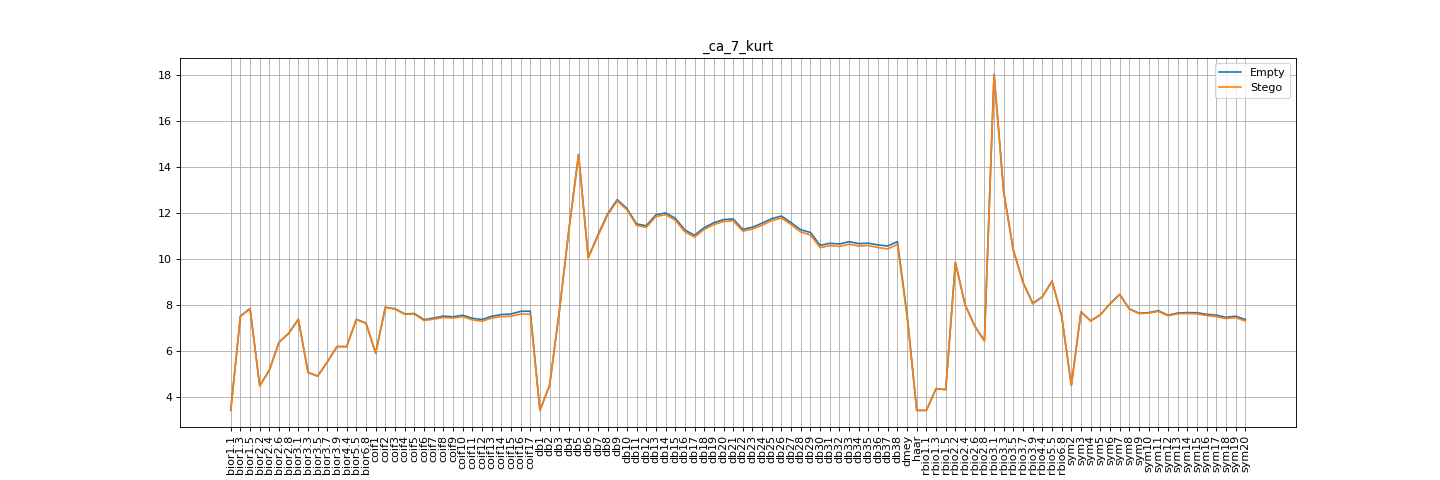 _ca_7_kurt
Empty
Stego
18
16
14
12
10
8
6
4
bior1.1
bior1.3
bior1.5
bior2.2
bior2.4
bior2.6
bior2.8
bior3.1
bior3.3
bior3.5
bior3.7
bior3.9
bior4.4
bior5.5
bior6.8
coif1
coif2
coif3
coif4
coif5
coif6
coif7
coif8
coif9
coif10
coif11
coif12
coif13
coif14
coif15
coif16
coif17
db1
db2
db3
db4
db5
db6
db7
db8
db9
db10
db11
db12
db13
db14
db15
db16
db17
db18
db19
db20
db21
db22
db23
db24
db25
db26
db27
db28
db29
db30
db31
db32
db33
db34
db35
db36
db37
db38
dmey
haar
rbio1.1
rbio1.3
rbio1.5
rbio2.2
rbio2.4
rbio2.6
rbio2.8
rbio3.1
rbio3.3
rbio3.5
rbio3.7
rbio3.9
rbio4.4
rbio5.5
rbio6.8
sym2
sym3
sym4
sym5
sym6
sym7
sym8
sym9
sym10
sym11
sym12
sym13
sym14
sym15
sym16
sym17
sym18
sym19
sym20